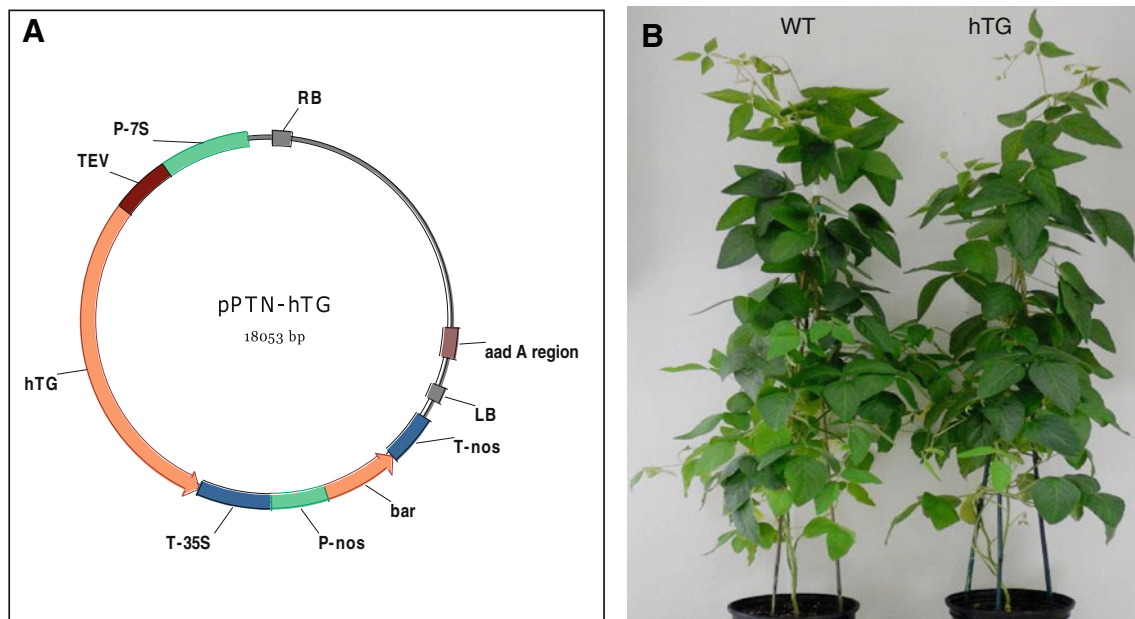 A
RB
P-7S
TEV
pPTN-hTG
18053 bp
aad A region
hTG
LB
T-nos
bar
T-35S
P-nos
B
WT
hTG